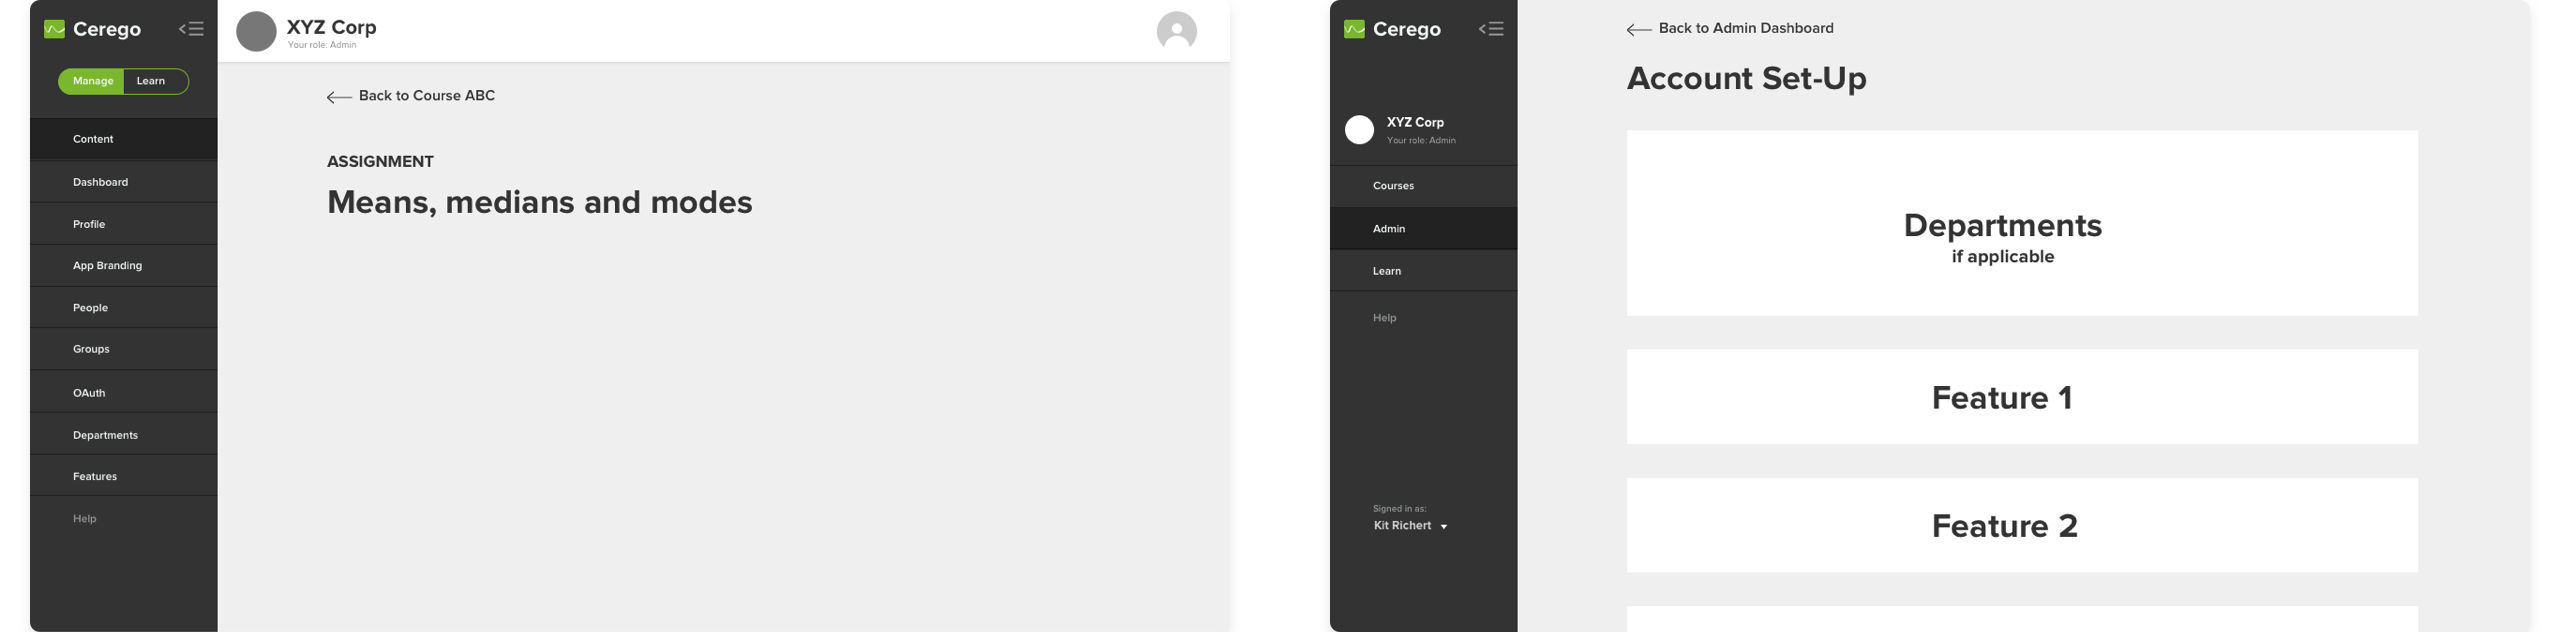 Cerego
Manage Learn
Content
Dashboard
Profile
App Branding
People
Groups
OAuth
Departments
Features
Help
XYZ Corp
Your role: Admin
Back to Course ABC
ASSIGNMENT
Means, medians and modes
Cerego
XYZ Corp
Your role: Admin
Courses
Admin
Learn
Help
Signed in as:
Kit Richert
Back to Admin Dashboard
Account Set-Up
Departments
if applicable
Feature 1
Feature 2